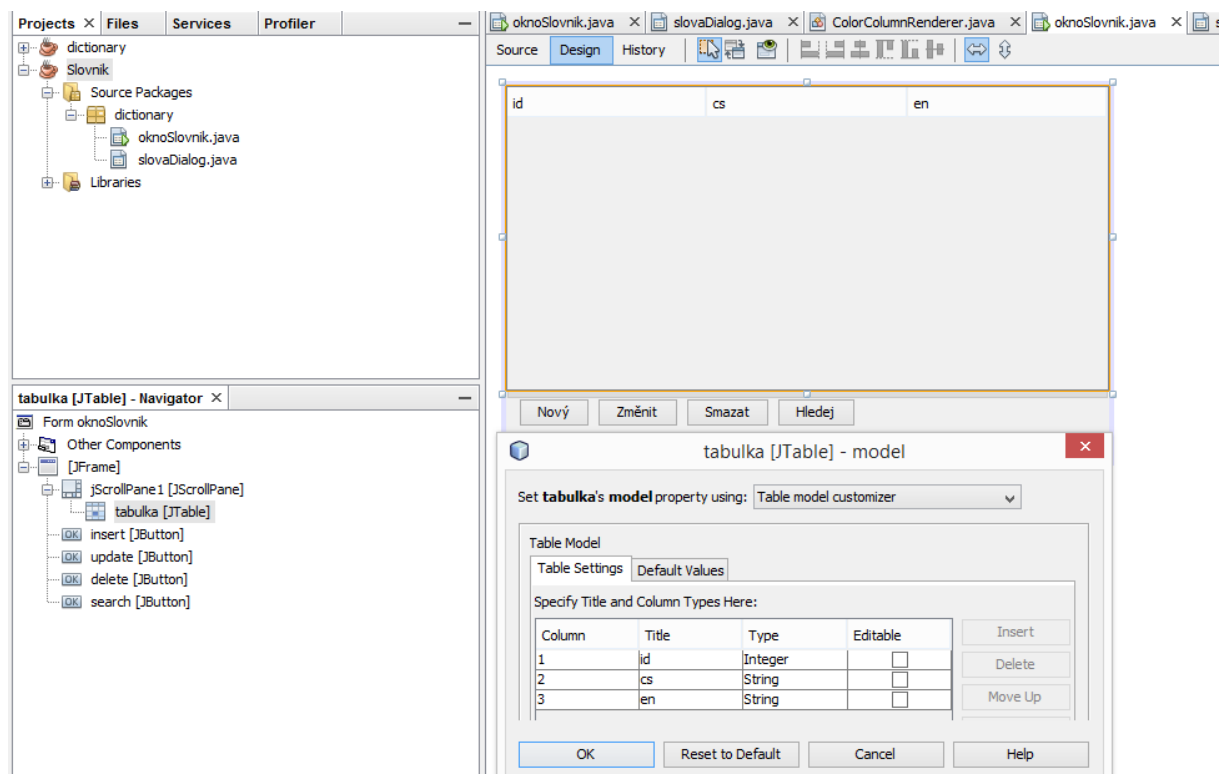 Projects Files Services Profiler
dictionary
Slovnik
Source Packages
dictionary
oknoSlovnik.java
slovaDialog.java
Libraries
tabulka [JTable] - Navigator
Form oknoSlovnik
Other Components
[JFrame]
jScrollPane1 [JScrollPane]
tabulka [JTable]
OK insert [JButton]
OK update [JButton]
OK delete [JButton]
OK search [JButton]
oknoSlovnik.java slovaDialog.java ColorColumnRenderer.java oknoSlovnik.java
Source Design History
id cs en
Nový Změnit Smazat Hledej
tabulka [JTable] - model
Set tabulka's model property using: Table model customizer
Table Model
Table Settings Default Values
Specify Title and Column Types Here:
Column Title Type Editable
1 id Integer
2 cs String
3 en String
Insert
Delete
Move Up
OK Reset to Default Cancel Help